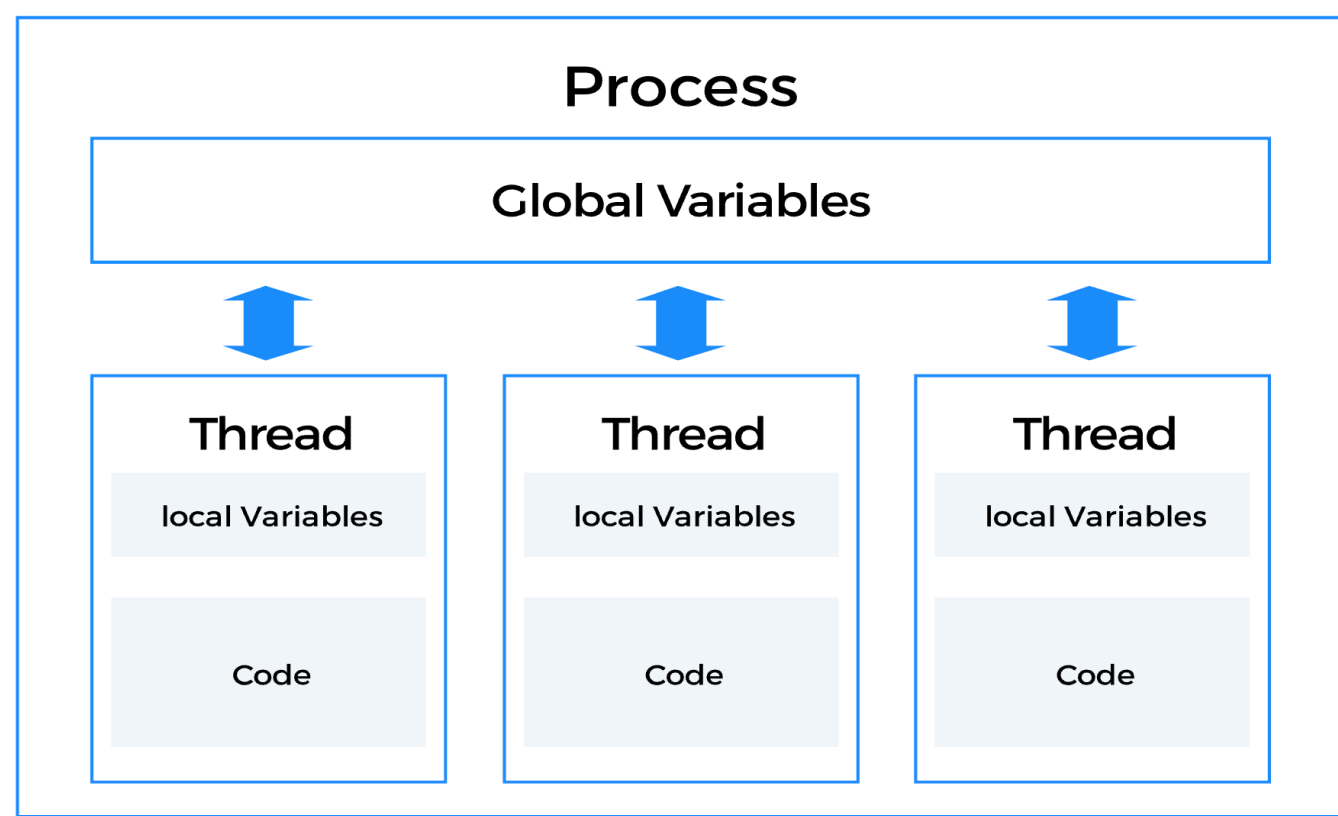 Process
Global Variables
Thread
local Variables
Code
Thread
local Variables
Code
Thread
local Variables
Code